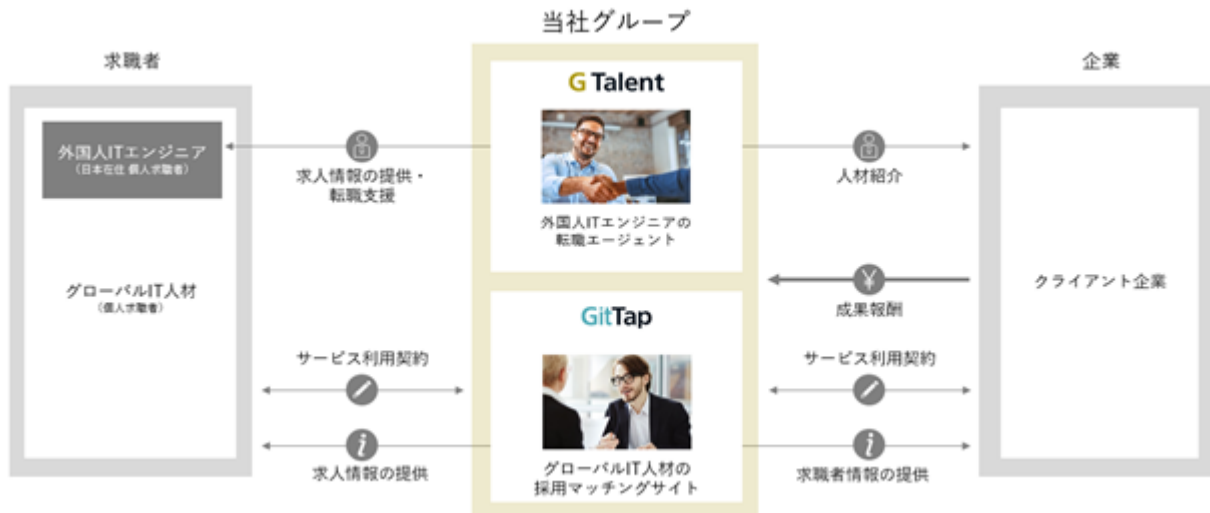 当社グループ
求職者
企業
G Talent
外国人ITエンジニア
（日本在住 個人求職者）
求人情報の提供・
転職支援
人材紹介
外国人ITエンジニアの
転職エージェント
グローバルIT人材
（個人求職者）
クライアント企業
¥
成果報酬
GitTap
サービス利用契約
サービス利用契約
i
i
求人情報の提供
求職者情報の提供
グローバルIT人材の
採用マッチングサイト